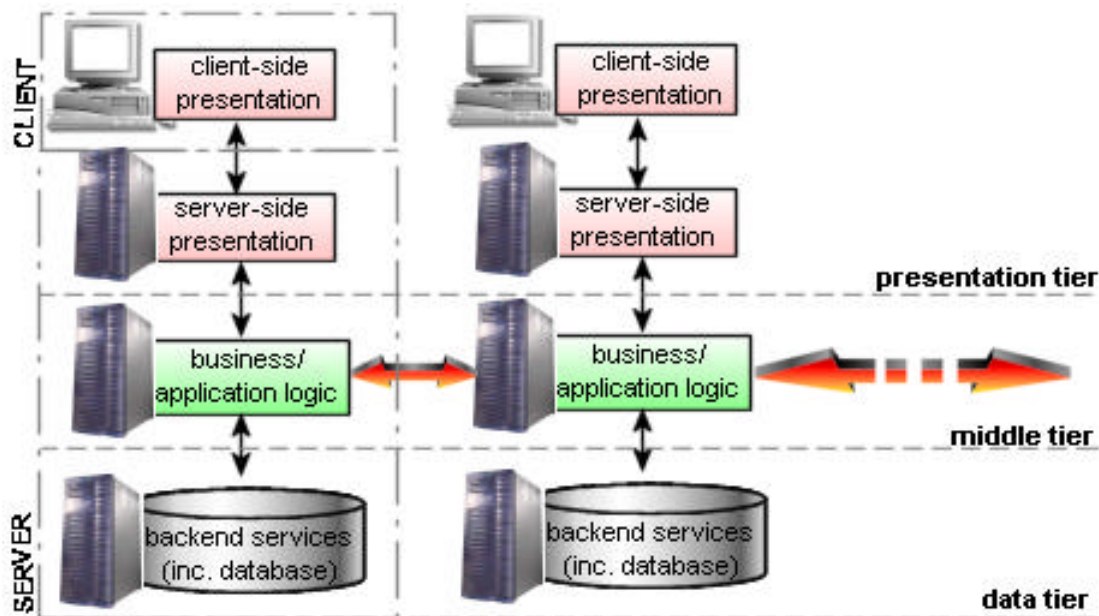 CLIENT
client-side
presentation
client-side
presentation
server-side
presentation
server-side
presentation
presentation tier
business/
application logic
business/
application logic
middle tier
SERVER
backend services
(inc. database)
backend services
(inc. database)
data tier